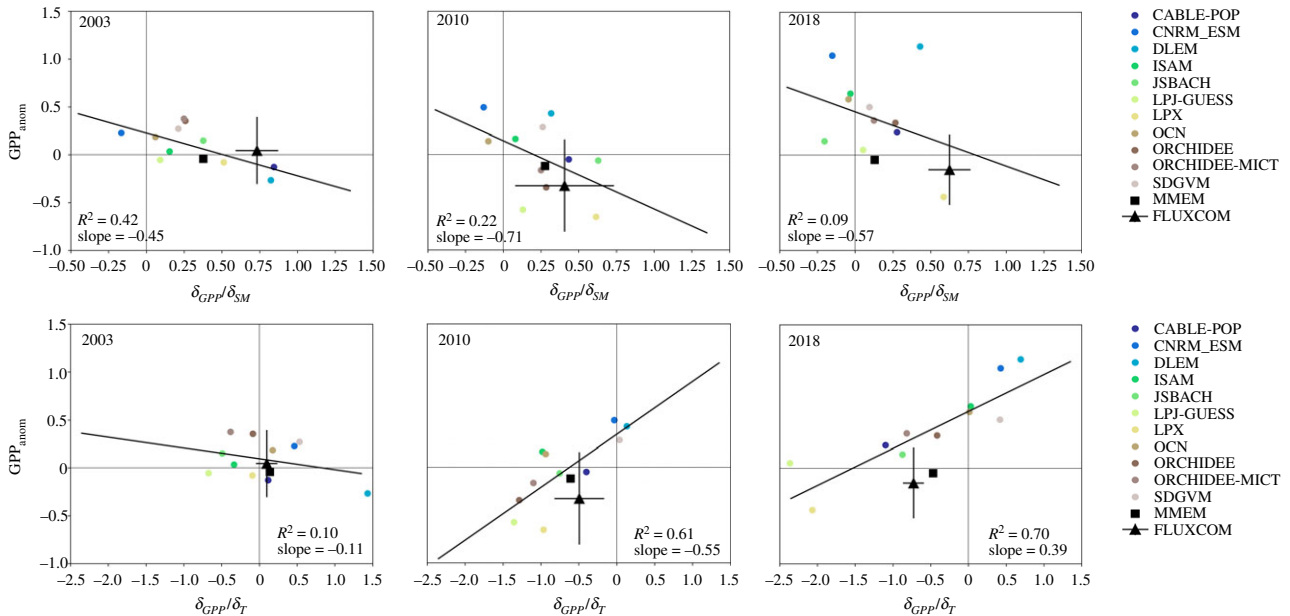 2003
2010
2018
1.5
1.0
0.5
0
−0.5
−1.0
GPPanom
R² = 0.42
slope = −0.45
R² = 0.22
slope = −0.71
R² = 0.09
slope = −0.57
−0.50 −0.25 0 0.25 0.50 0.75 1.00 1.25 1.50
−0.50 −0.25 0 0.25 0.50 0.75 1.00 1.25 1.50
−0.50 −0.25 0 0.25 0.50 0.75 1.00 1.25 1.50
δGPP/δSM
δGPP/δSM
δGPP/δSM
CABLE-POP
CNRM_ESM
DLEM
ISAM
JSBACH
LPJ-GUESS
LPX
OCN
ORCHIDEE
ORCHIDEE-MICT
SDGVM
MMEM
FLUXCOM
2003
2010
2018
1.5
1.0
0.5
0
−0.5
−1.0
GPPanom
R² = 0.10
slope = −0.11
R² = 0.61
slope = −0.55
R² = 0.70
slope = 0.39
−2.5 −2.0 −1.5 −1.0 −0.5 0 0.5 1.0 1.5
−2.5 −2.0 −1.5 −1.0 −0.5 0 0.5 1.0 1.5
−2.5 −2.0 −1.5 −1.0 −0.5 0 0.5 1.0 1.5
δGPP/δT
δGPP/δT
δGPP/δT
CABLE-POP
CNRM_ESM
DLEM
ISAM
JSBACH
LPJ-GUESS
LPX
OCN
ORCHIDEE
ORCHIDEE-MICT
SDGVM
MMEM
FLUXCOM